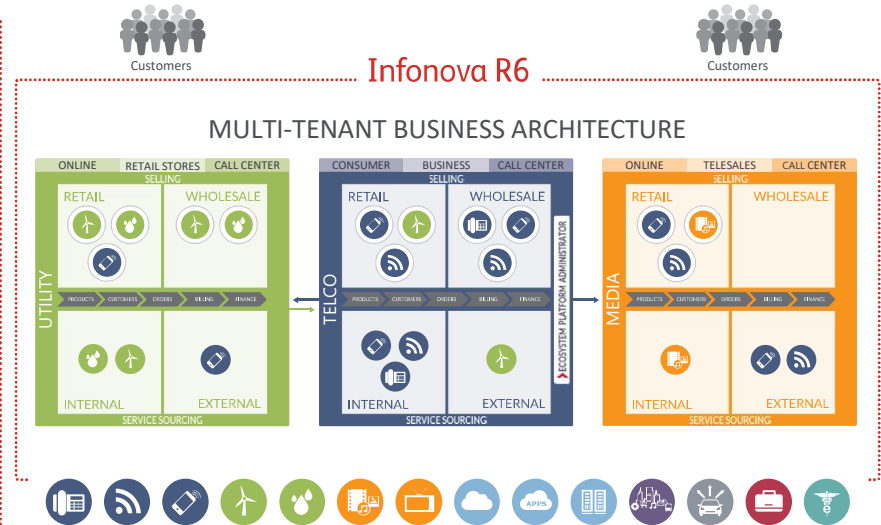 Customers
Customers
Infonova R6
MULTI-TENANT BUSINESS ARCHITECTURE
ONLINE RETAIL STORES CALL CENTER
SELLING
RETAIL WHOLESALE
UTILITY
PRODUCTS CUSTOMERS ORDERS BILLING FINANCE
INTERNAL EXTERNAL
SERVICE SOURCING
CONSUMER BUSINESS CALL CENTER
SELLING
RETAIL WHOLESALE
TELCO
PRODUCTS CUSTOMERS ORDERS BILLING FINANCE
INTERNAL EXTERNAL
SERVICE SOURCING
ECOSYSTEM PLATFORM ADMINISTRATOR
ONLINE TELESALES CALL CENTER
SELLING
RETAIL WHOLESALE
MEDIA
PRODUCTS CUSTOMERS ORDERS BILLING FINANCE
INTERNAL EXTERNAL
SERVICE SOURCING
APPS